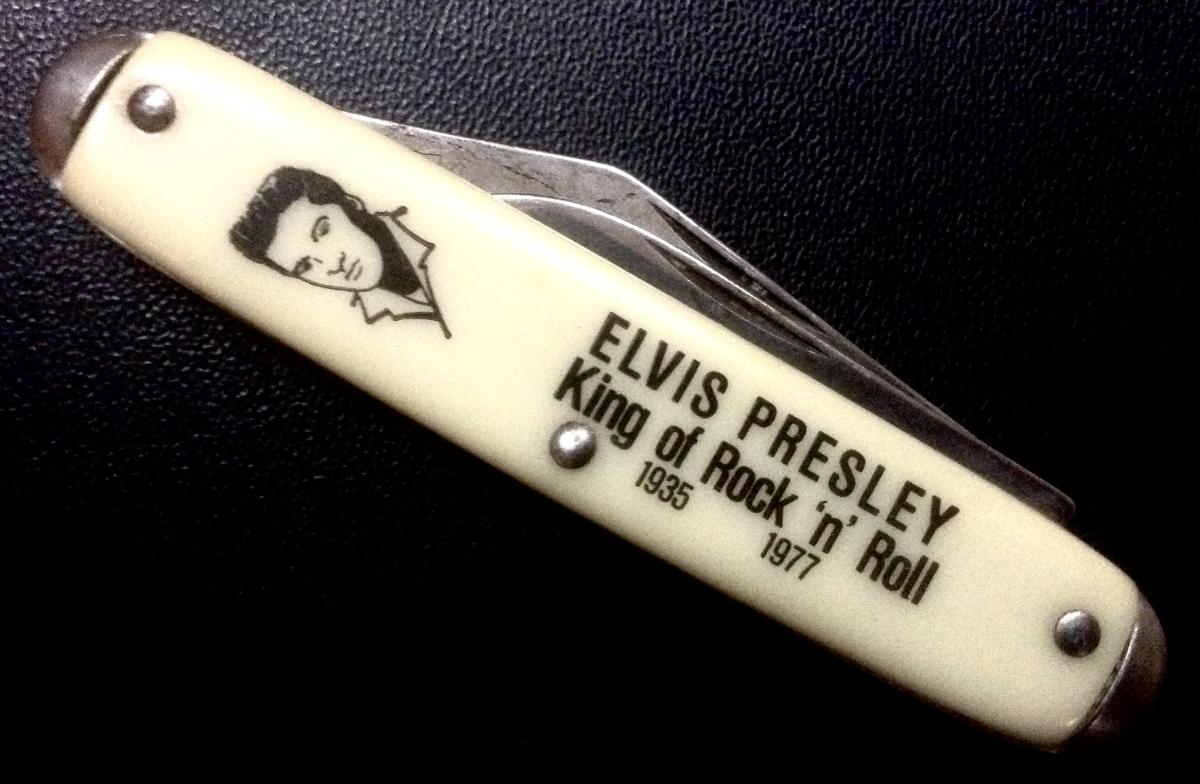 ELVIS PRESLEY
King of Rock 'n' Roll
1935
1977